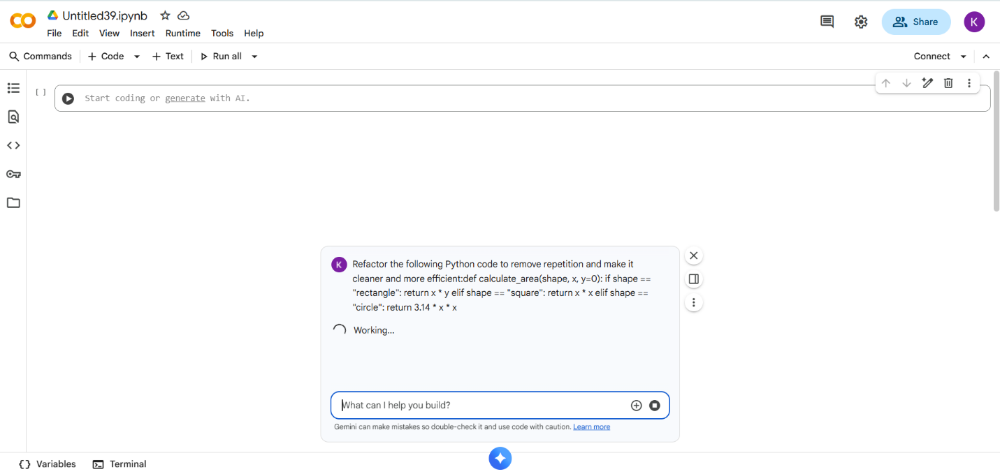 CO Untitled39.ipynb
File Edit View Insert Runtime Tools Help
Share K
Commands + Code + Text Run all Connect
[ ] Start coding or generate with AI.
K Refactor the following Python code to remove repetition and make it
cleaner and more efficient:def calculate_area(shape, x, y=0): if shape ==
"rectangle": return x * y elif shape == "square": return x * x elif shape ==
"circle": return 3.14 * x * x
Working...
What can I help you build?
Gemini can make mistakes so double-check it and use code with caution. Learn more
{} Variables Terminal